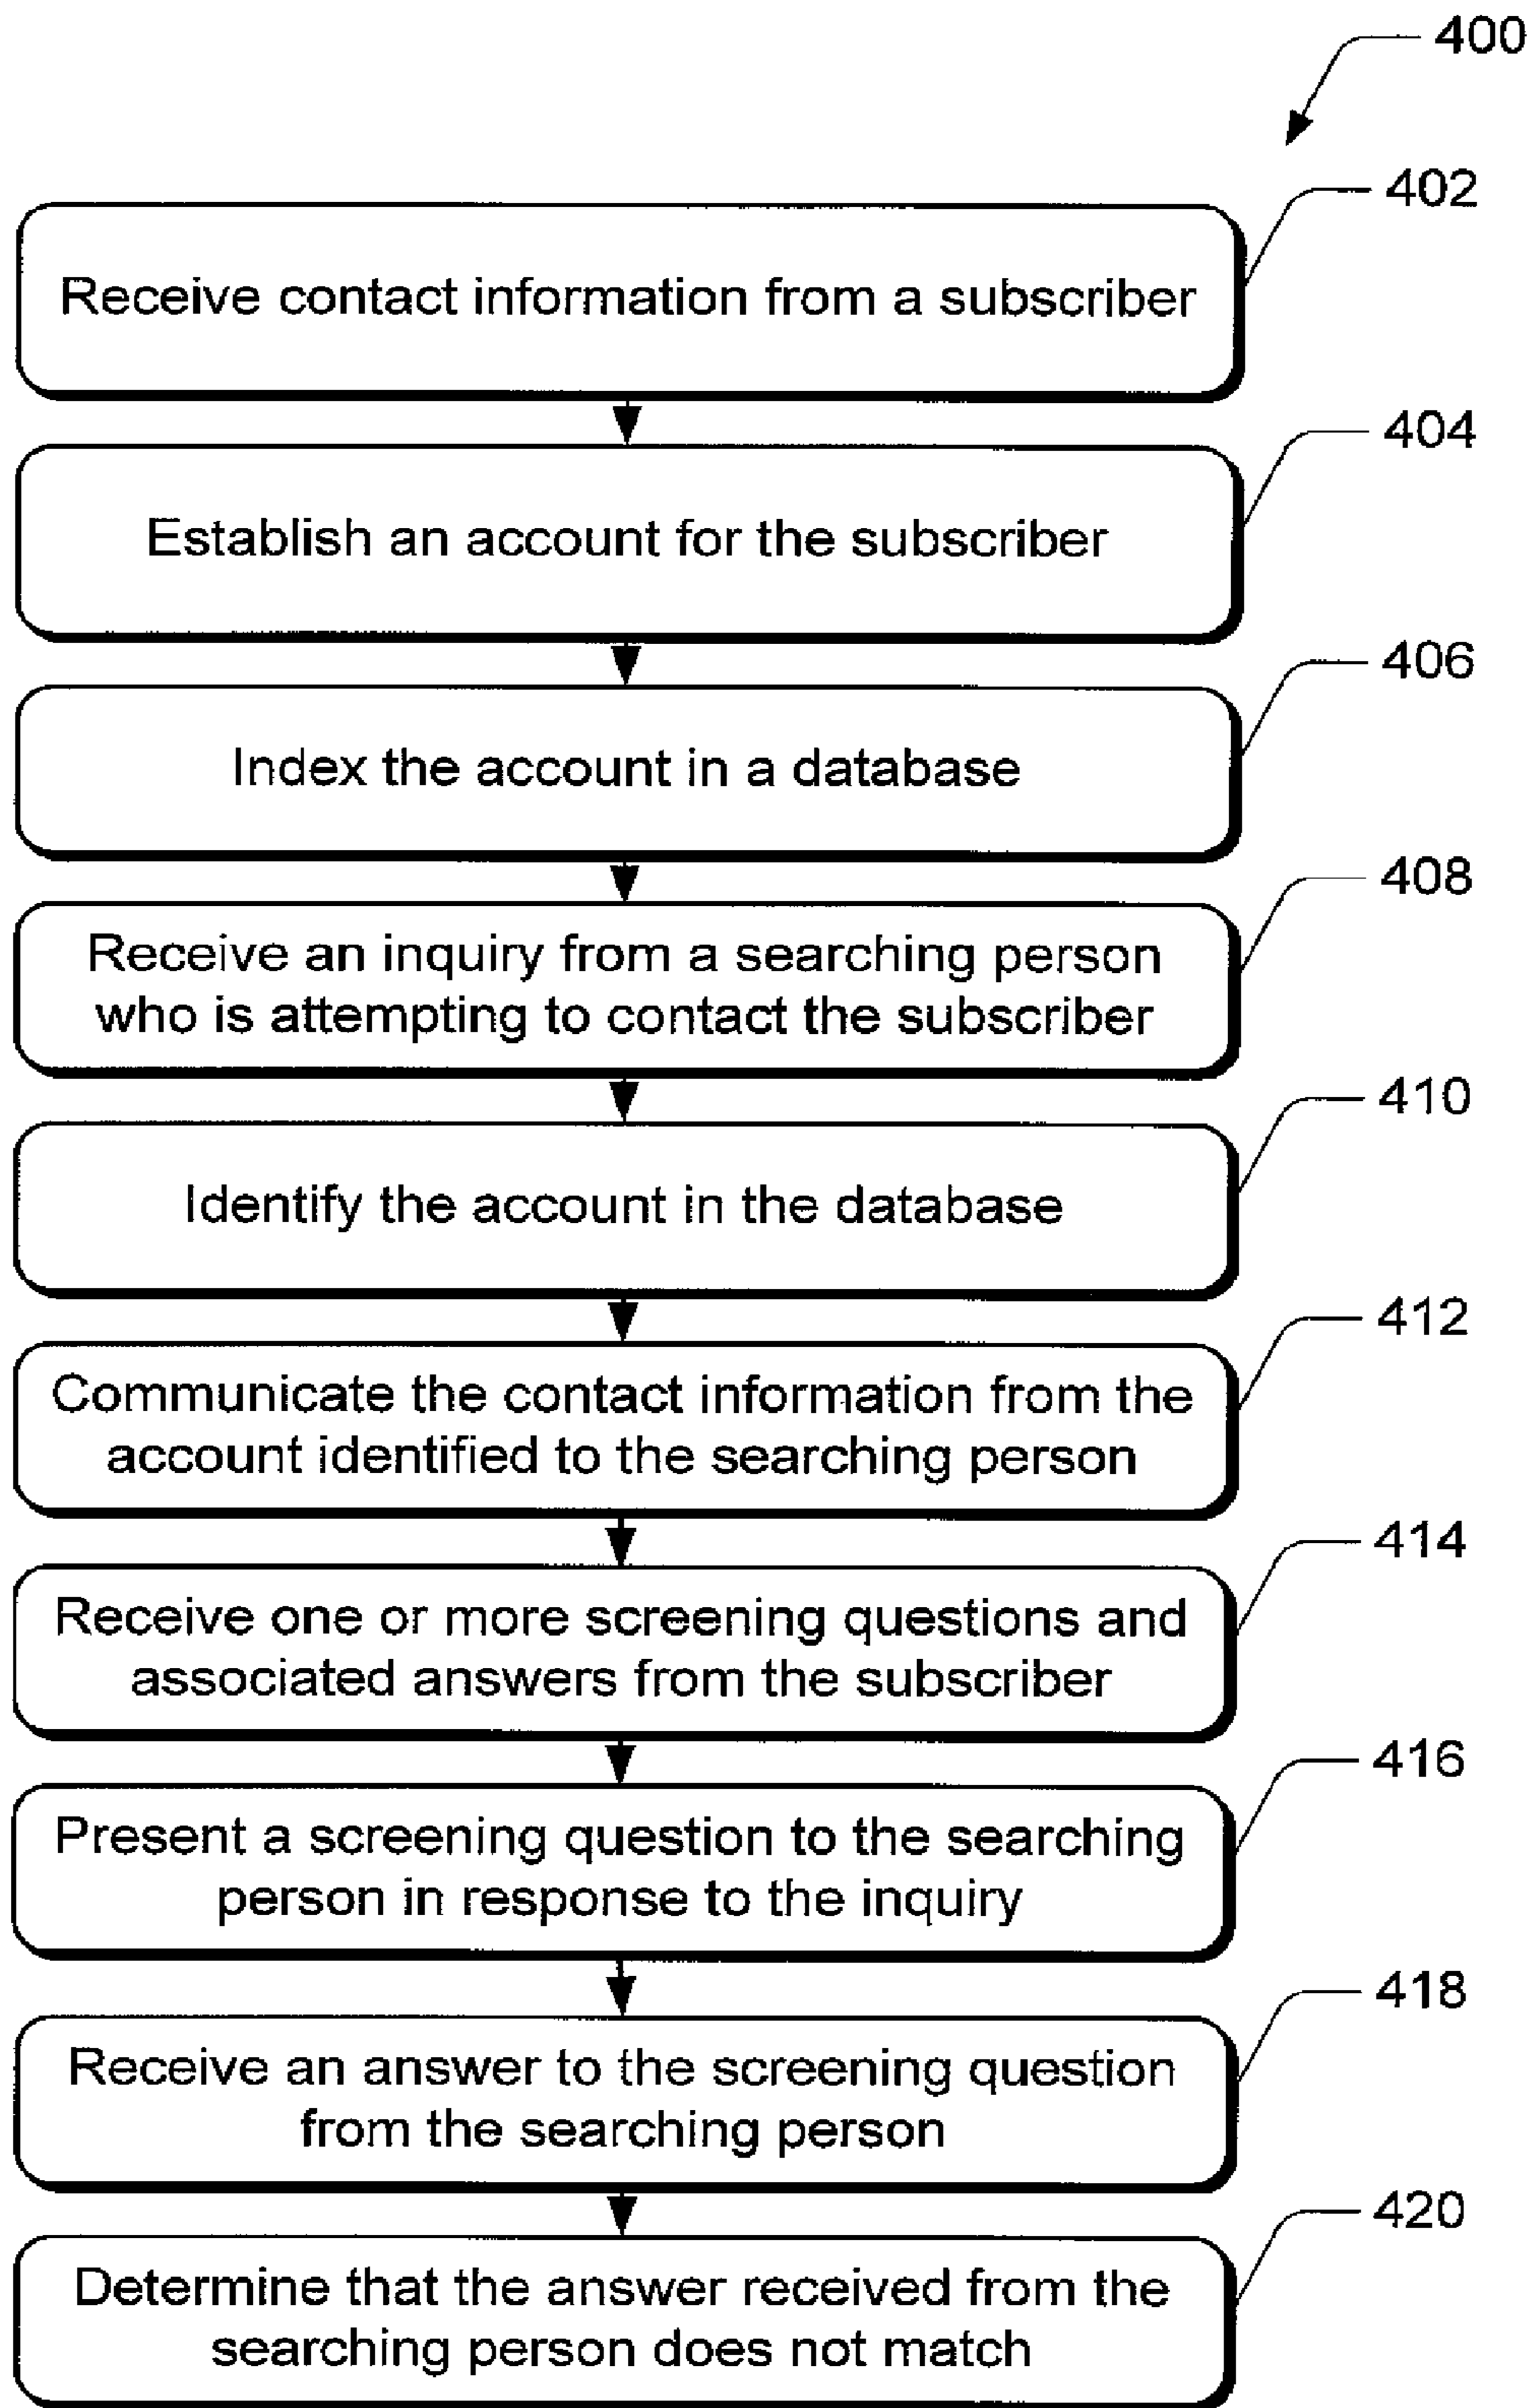 400
402
Receive contact information from a subscriber
404
Establish an account for the subscriber
406
Index the account in a database
408
Receive an inquiry from a searching person
who is attempting to contact the subscriber
410
Identify the account in the database
412
Communicate the contact information from the
account identified to the searching person
414
Receive one or more screening questions and
associated answers from the subscriber
416
Present a screening question to the searching
person in response to the inquiry
418
Receive an answer to the screening question
from the searching person
420
Determine that the answer received from the
searching person does not match